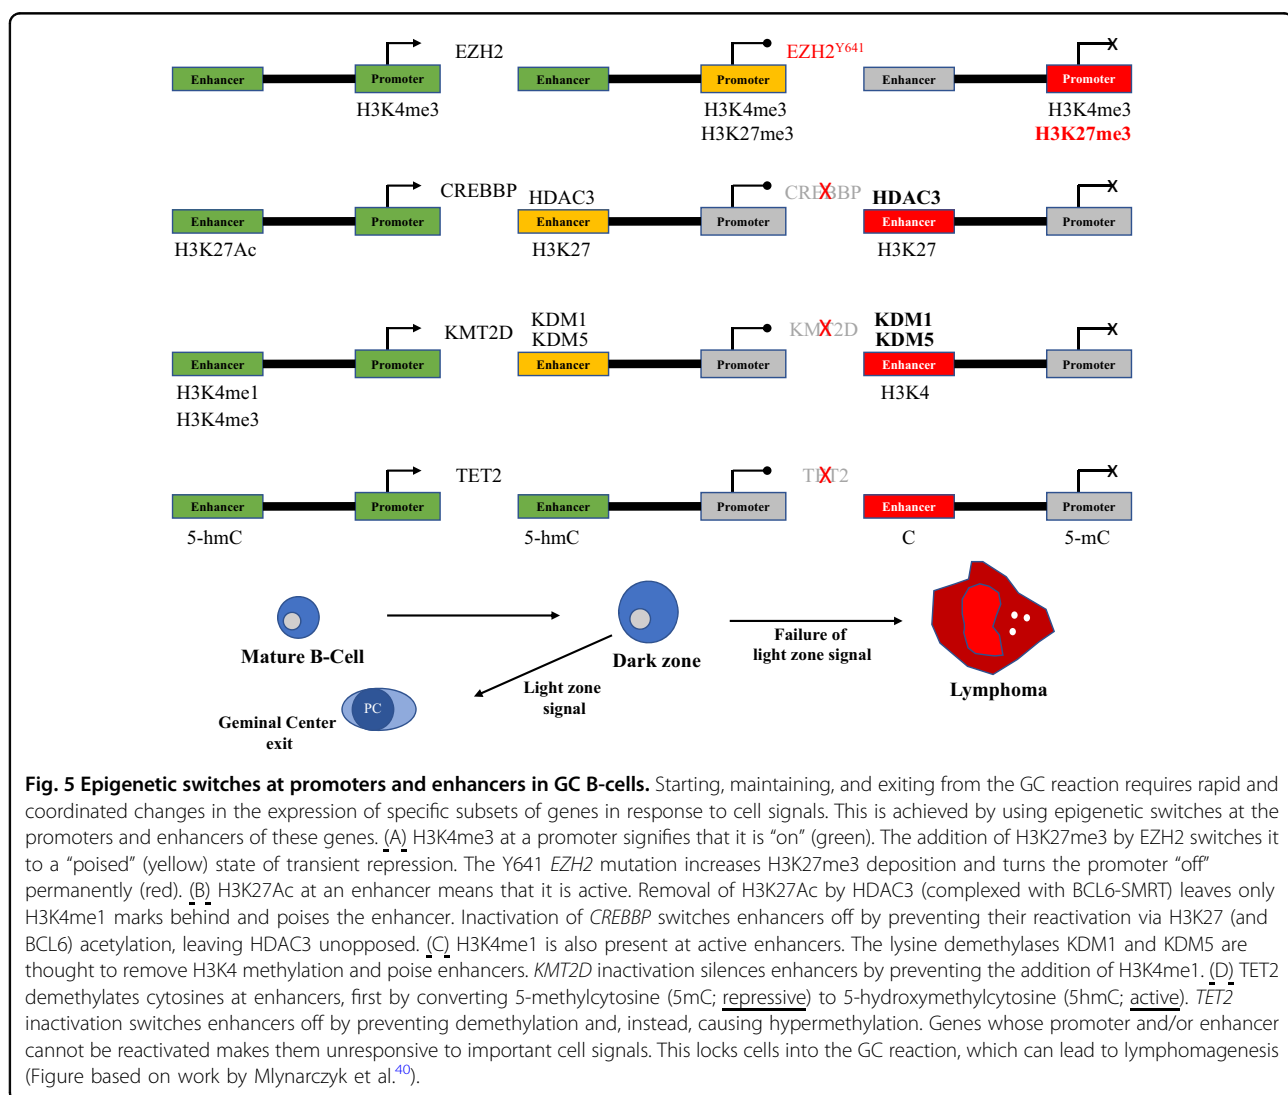 EZH2 EZH2Y641
Enhancer Promoter Enhancer Promoter Enhancer Promoter
H3K4me3 H3K4me3 H3K4me3
H3K27me3 H3K27me3
CREBBP HDAC3 CREBBP HDAC3
Enhancer Promoter Enhancer Promoter Enhancer Promoter
H3K27Ac H3K27 H3K27
KDM1 KDM1
KMT2D KDM5 KMT2D KDM5
Enhancer Promoter Enhancer Promoter Enhancer Promoter
H3K4me1 H3K4
H3K4me3
TET2 TET2
Enhancer Promoter Enhancer Promoter Enhancer Promoter
5-hmC 5-hmC C 5-mC
Mature B-Cell Dark zone Failure of
light zone signal
Lymphoma
Light zone
signal
PC
Geminal Center
exit
Fig. 5 Epigenetic switches at promoters and enhancers in GC B-cells. Starting, maintaining, and exiting from the GC reaction requires rapid and
coordinated changes in the expression of specific subsets of genes in response to cell signals. This is achieved by using epigenetic switches at the
promoters and enhancers of these genes. (A) H3K4me3 at a promoter signifies that it is “on” (green). The addition of H3K27me3 by EZH2 switches it
to a “poised” (yellow) state of transient repression. The Y641 EZH2 mutation increases H3K27me3 deposition and turns the promoter “off”
permanently (red). (B) H3K27Ac at an enhancer means that it is active. Removal of H3K27Ac by HDAC3 (complexed with BCL6-SMRT) leaves only
H3K4me1 marks behind and poises the enhancer. Inactivation of CREBBP switches enhancers off by preventing their reactivation via H3K27 (and
BCL6) acetylation, leaving HDAC3 unopposed. (C) H3K4me1 is also present at active enhancers. The lysine demethylases KDM1 and KDM5 are
thought to remove H3K4 methylation and poise enhancers. KMT2D inactivation silences enhancers by preventing the addition of H3K4me1. (D) TET2
demethylates cytosines at enhancers, first by converting 5-methylcytosine (5mC; repressive) to 5-hydroxymethylcytosine (5hmC; active). TET2
inactivation switches enhancers off by preventing demethylation and, instead, causing hypermethylation. Genes whose promoter and/or enhancer
cannot be reactivated makes them unresponsive to important cell signals. This locks cells into the GC reaction, which can lead to lymphomagenesis
(Figure based on work by Mlynarczyk et al.40).